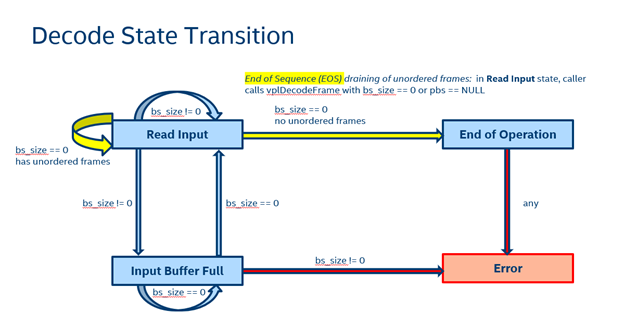 Decode State Transition
End of Sequence (EOS) draining of unordered frames: in Read Input state, caller
calls vplDecodeFrame with bs_size == 0 or pbs == NULL
bs_size != 0
bs_size == 0
no unordered frames
Read Input
End of Operation
bs_size == 0
has unordered frames
bs_size != 0
bs_size == 0
any
bs_size != 0
Input Buffer Full
Error
bs_size == 0